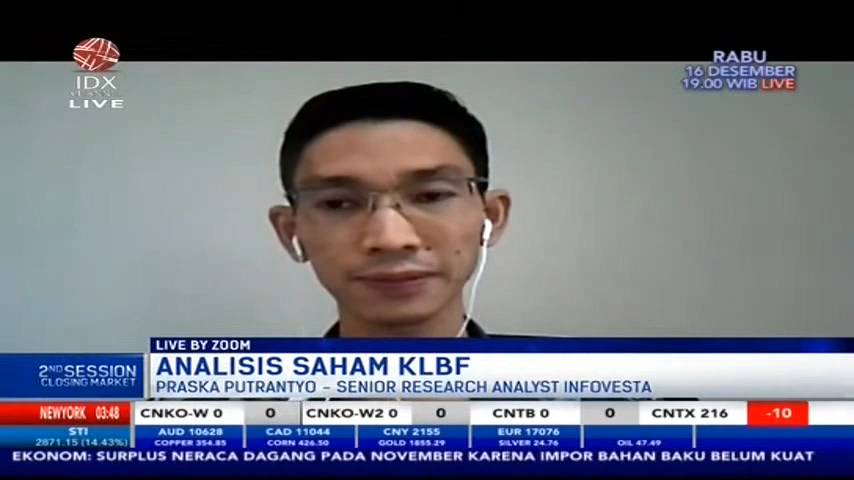 IDX
LIVE
RABU
16 DESEMBER
19.00 WIB LIVE
LIVE BY ZOOM
2ND SESSION
CLOSING MARKET
ANALISIS SAHAM KLBF
PRASKA PUTRANTYO – SENIOR RESEARCH ANALYST INFOVESTA
NEWYORK 03:48
CNKO-W 0 0 CNKO-W2 0 0 CNTB 0 0 CNTX 216 -10
STI
2871.15 (14.43%)
AUD 10628 CAD 11044 CNY 2155 EUR 17076
COPPER 354.85 CORN 426.50 GOLD 1855.29 SILVER 24.76 OIL 47.49
EKONOM: SURPLUS NERACA DAGANG PADA NOVEMBER KARENA IMPOR BAHAN BAKU BELUM KUAT